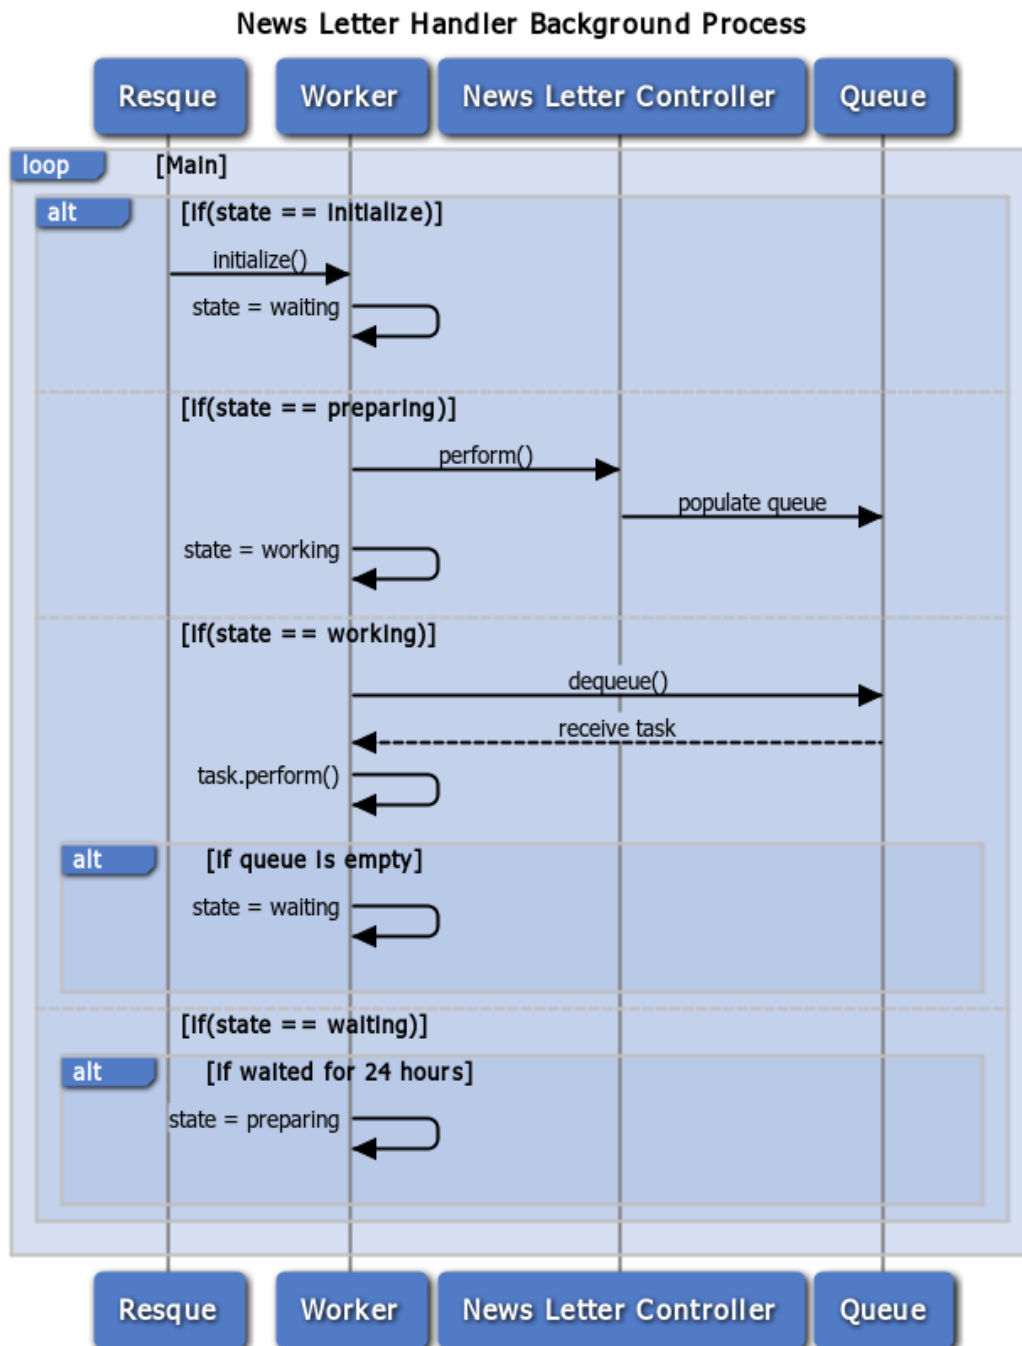 News Letter Handler Background Process
Resque Worker News Letter Controller Queue
loop [Main]
alt [if(state == initialize)]
initialize()
state = waiting
[if(state == preparing)]
perform()
populate queue
state = working
[if(state == working)]
dequeue()
receive task
task.perform()
alt [if queue is empty]
state = waiting
[if(state == waiting)]
alt [if waited for 24 hours]
state = preparing
Resque Worker News Letter Controller Queue